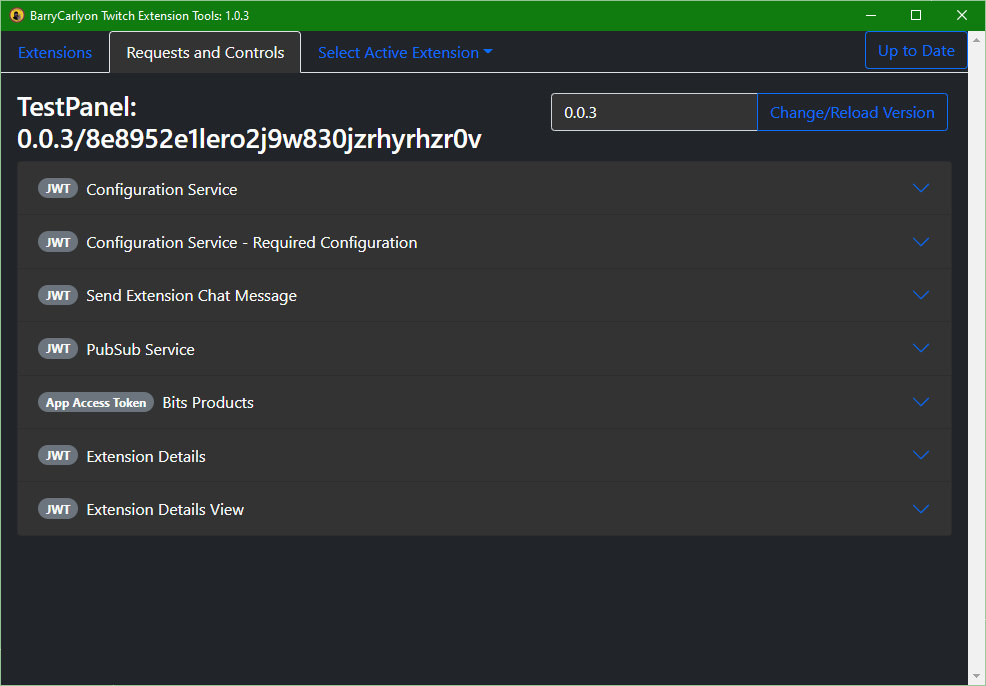 BarryCarlyon Twitch Extension Tools: 1.0.3
Extensions
Requests and Controls
Select Active Extension
Up to Date
TestPanel:
0.0.3/8e8952e1lero2j9w830jzrhyrhzr0v
0.0.3
Change/Reload Version
JWT Configuration Service
JWT Configuration Service - Required Configuration
JWT Send Extension Chat Message
JWT PubSub Service
App Access Token Bits Products
JWT Extension Details
JWT Extension Details View